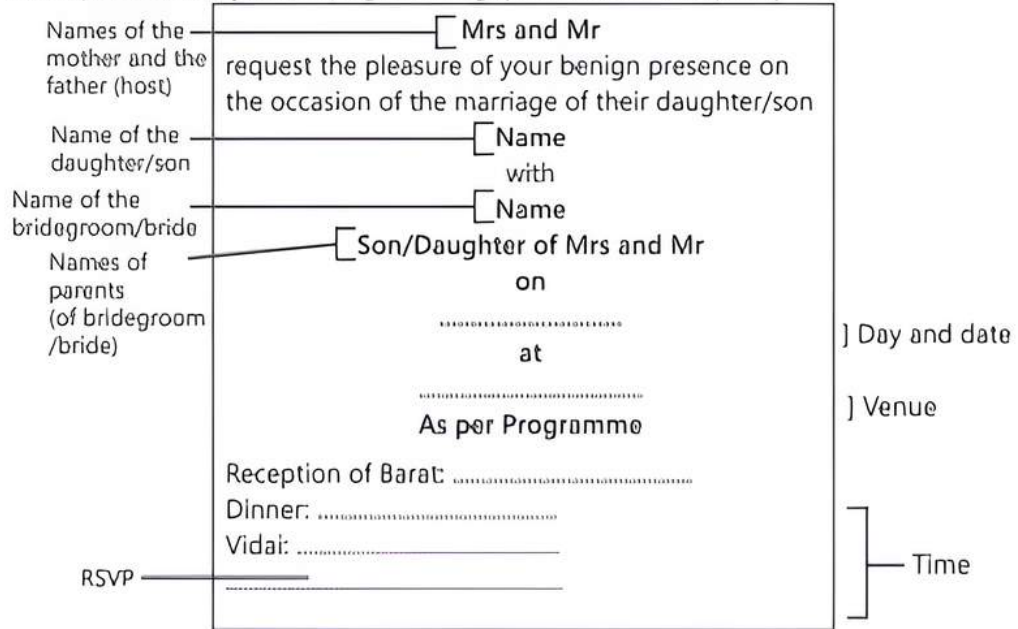 Names of the
mother and the
father (host)
Mrs and Mr
request the pleasure of your benign presence on
the occasion of the marriage of their daughter/son
Name of the
daughter/son
Name
with
Name of the
bridegroom/bride
Name
Names of
parents
(of bridegroom
/bride)
Son/Daughter of Mrs and Mr
on
....................
] Day and date
at
....................
] Venue
As per Programme
Reception of Barat: ....................
Dinner: ....................
Vidai: ....................
RSVP
Time